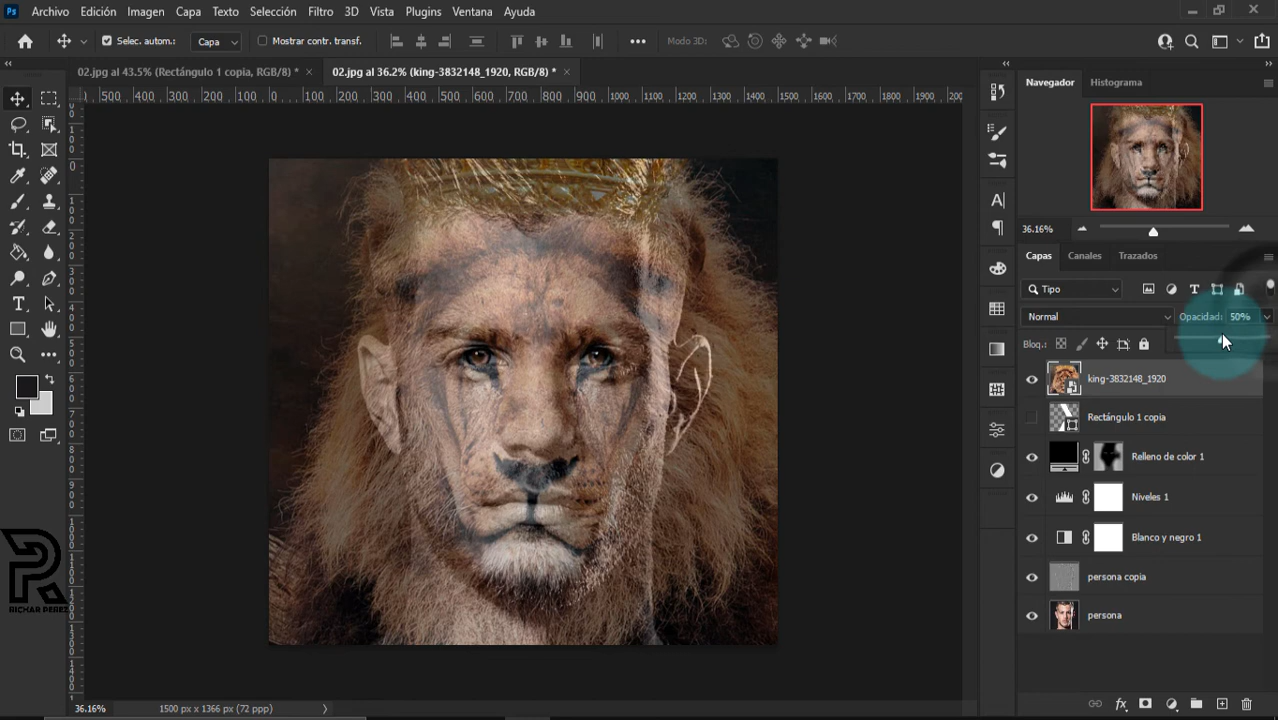 Ps Archivo Edición Imagen Capa Texto Selección Filtro 3D Vista Plugins Ventana Ayuda
Selec. autom.: Capa Mostrar contr. transf. Modo 3D:
02.jpg al 43.5% (Rectángulo 1 copia, RGB/8) * × 02.jpg al 36.2% (king-3832148_1920, RGB/8) * ×
500 400 300 200 100 0 100 200 300 400 500 600 700 800 900 1000 1100 1200 1300 1400 1500 1600 1700 1800 1900 200
Navegador Histograma
36.16%
Capas Canales Trazados
Tipo
Normal Opacidad: 50%
Bloq.:
king-3832148_1920
Rectángulo 1 copia
Relleno de color 1
Niveles 1
Blanco y negro 1
persona copia
persona
RICHAR PEREZ
36.16% 1500 px x 1366 px (72 ppp)